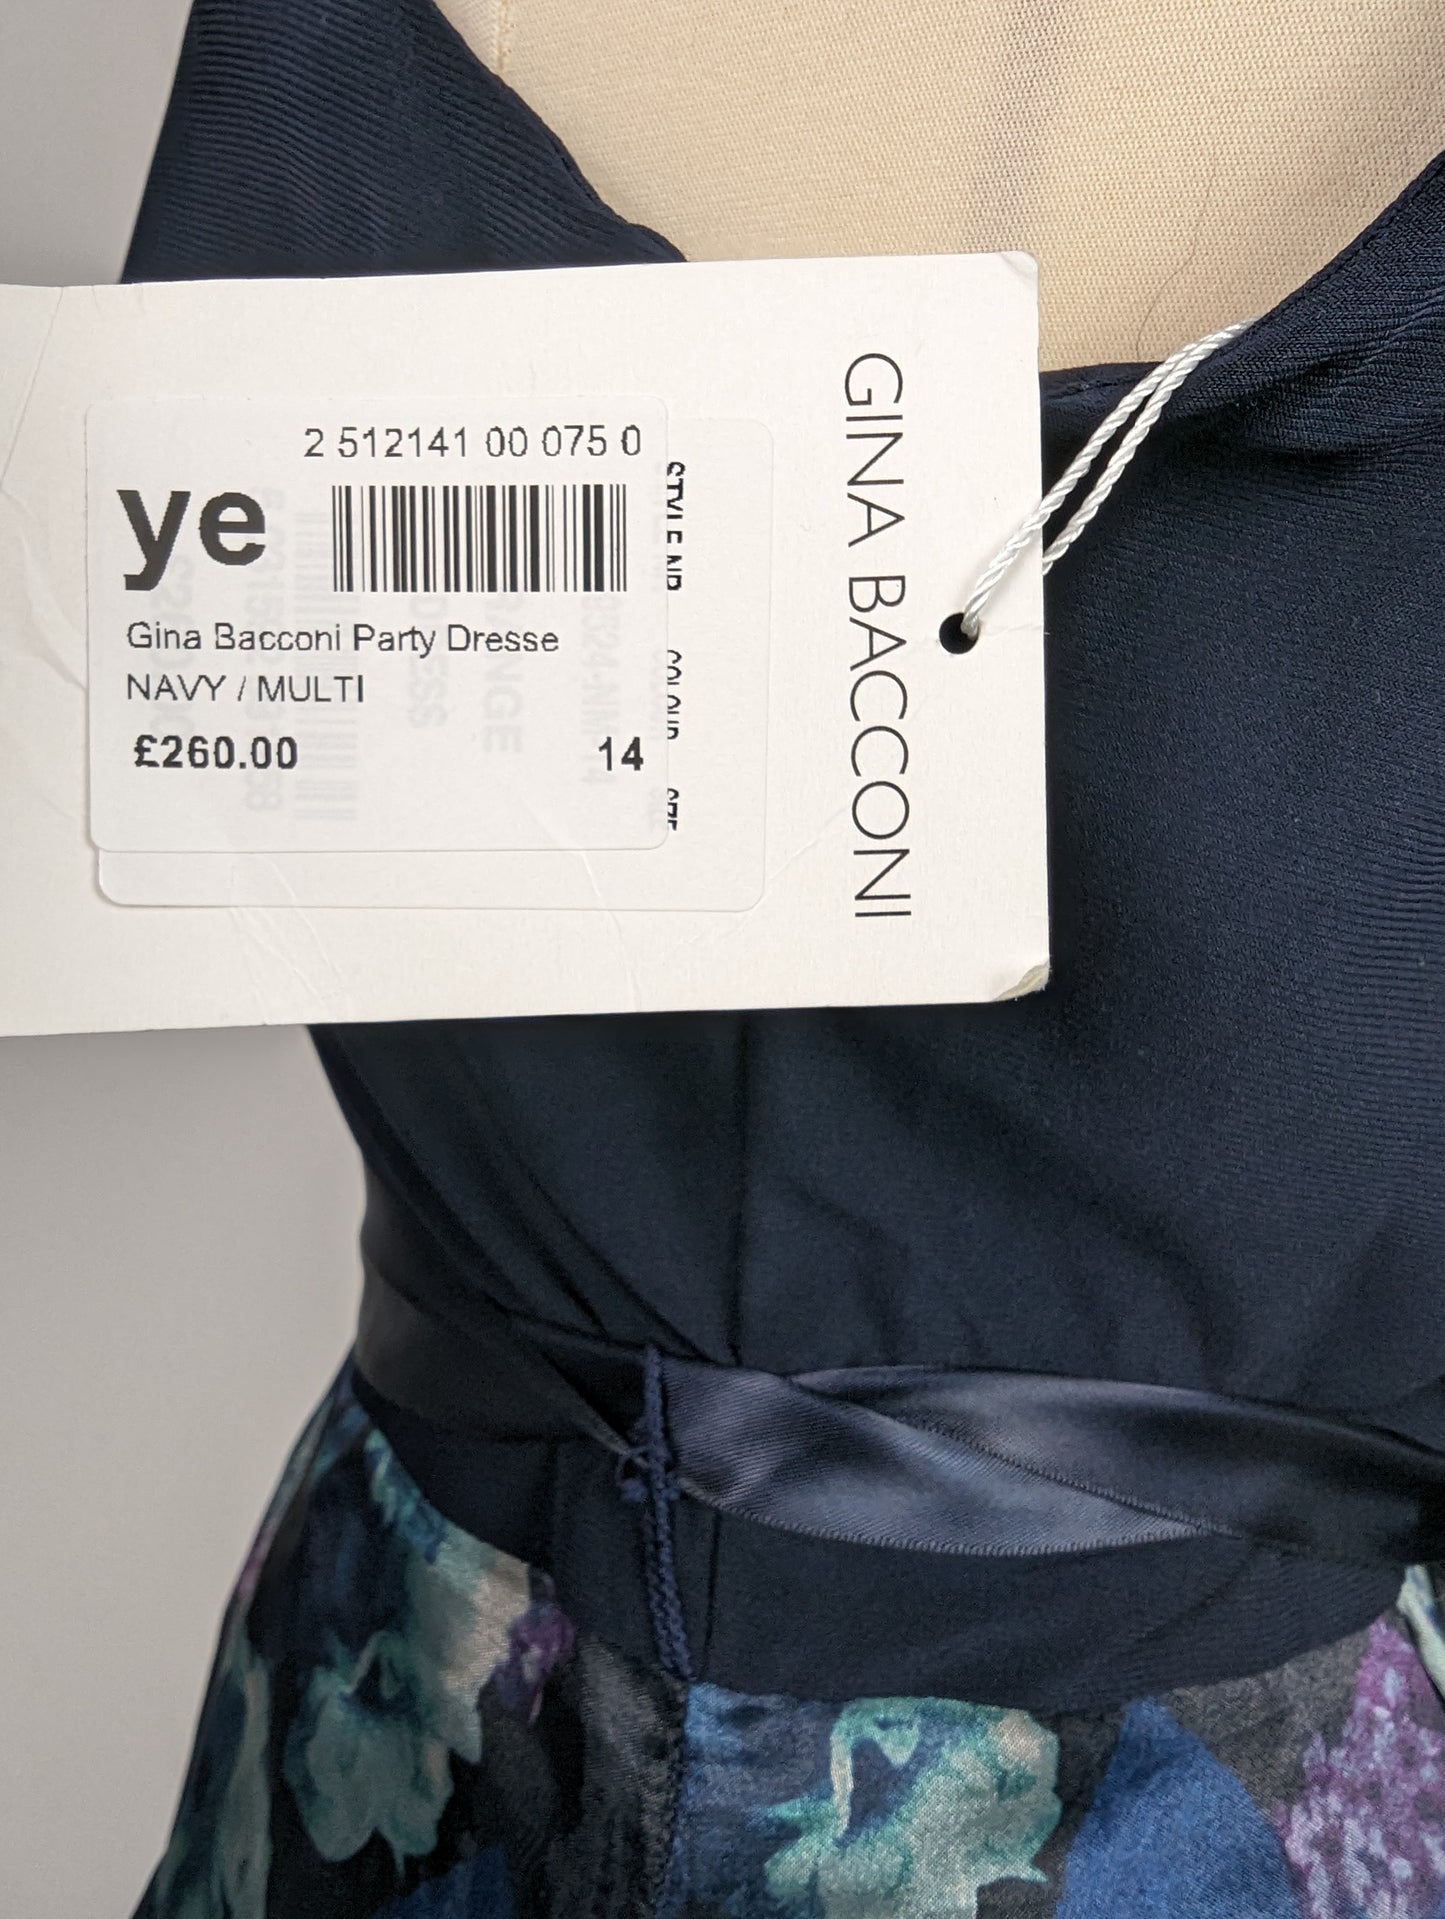 2 512141 00 075 0
ye
Gina Bacconi Party Dresse
NAVY / MULTI
£260.00 14
GINA BACCONI